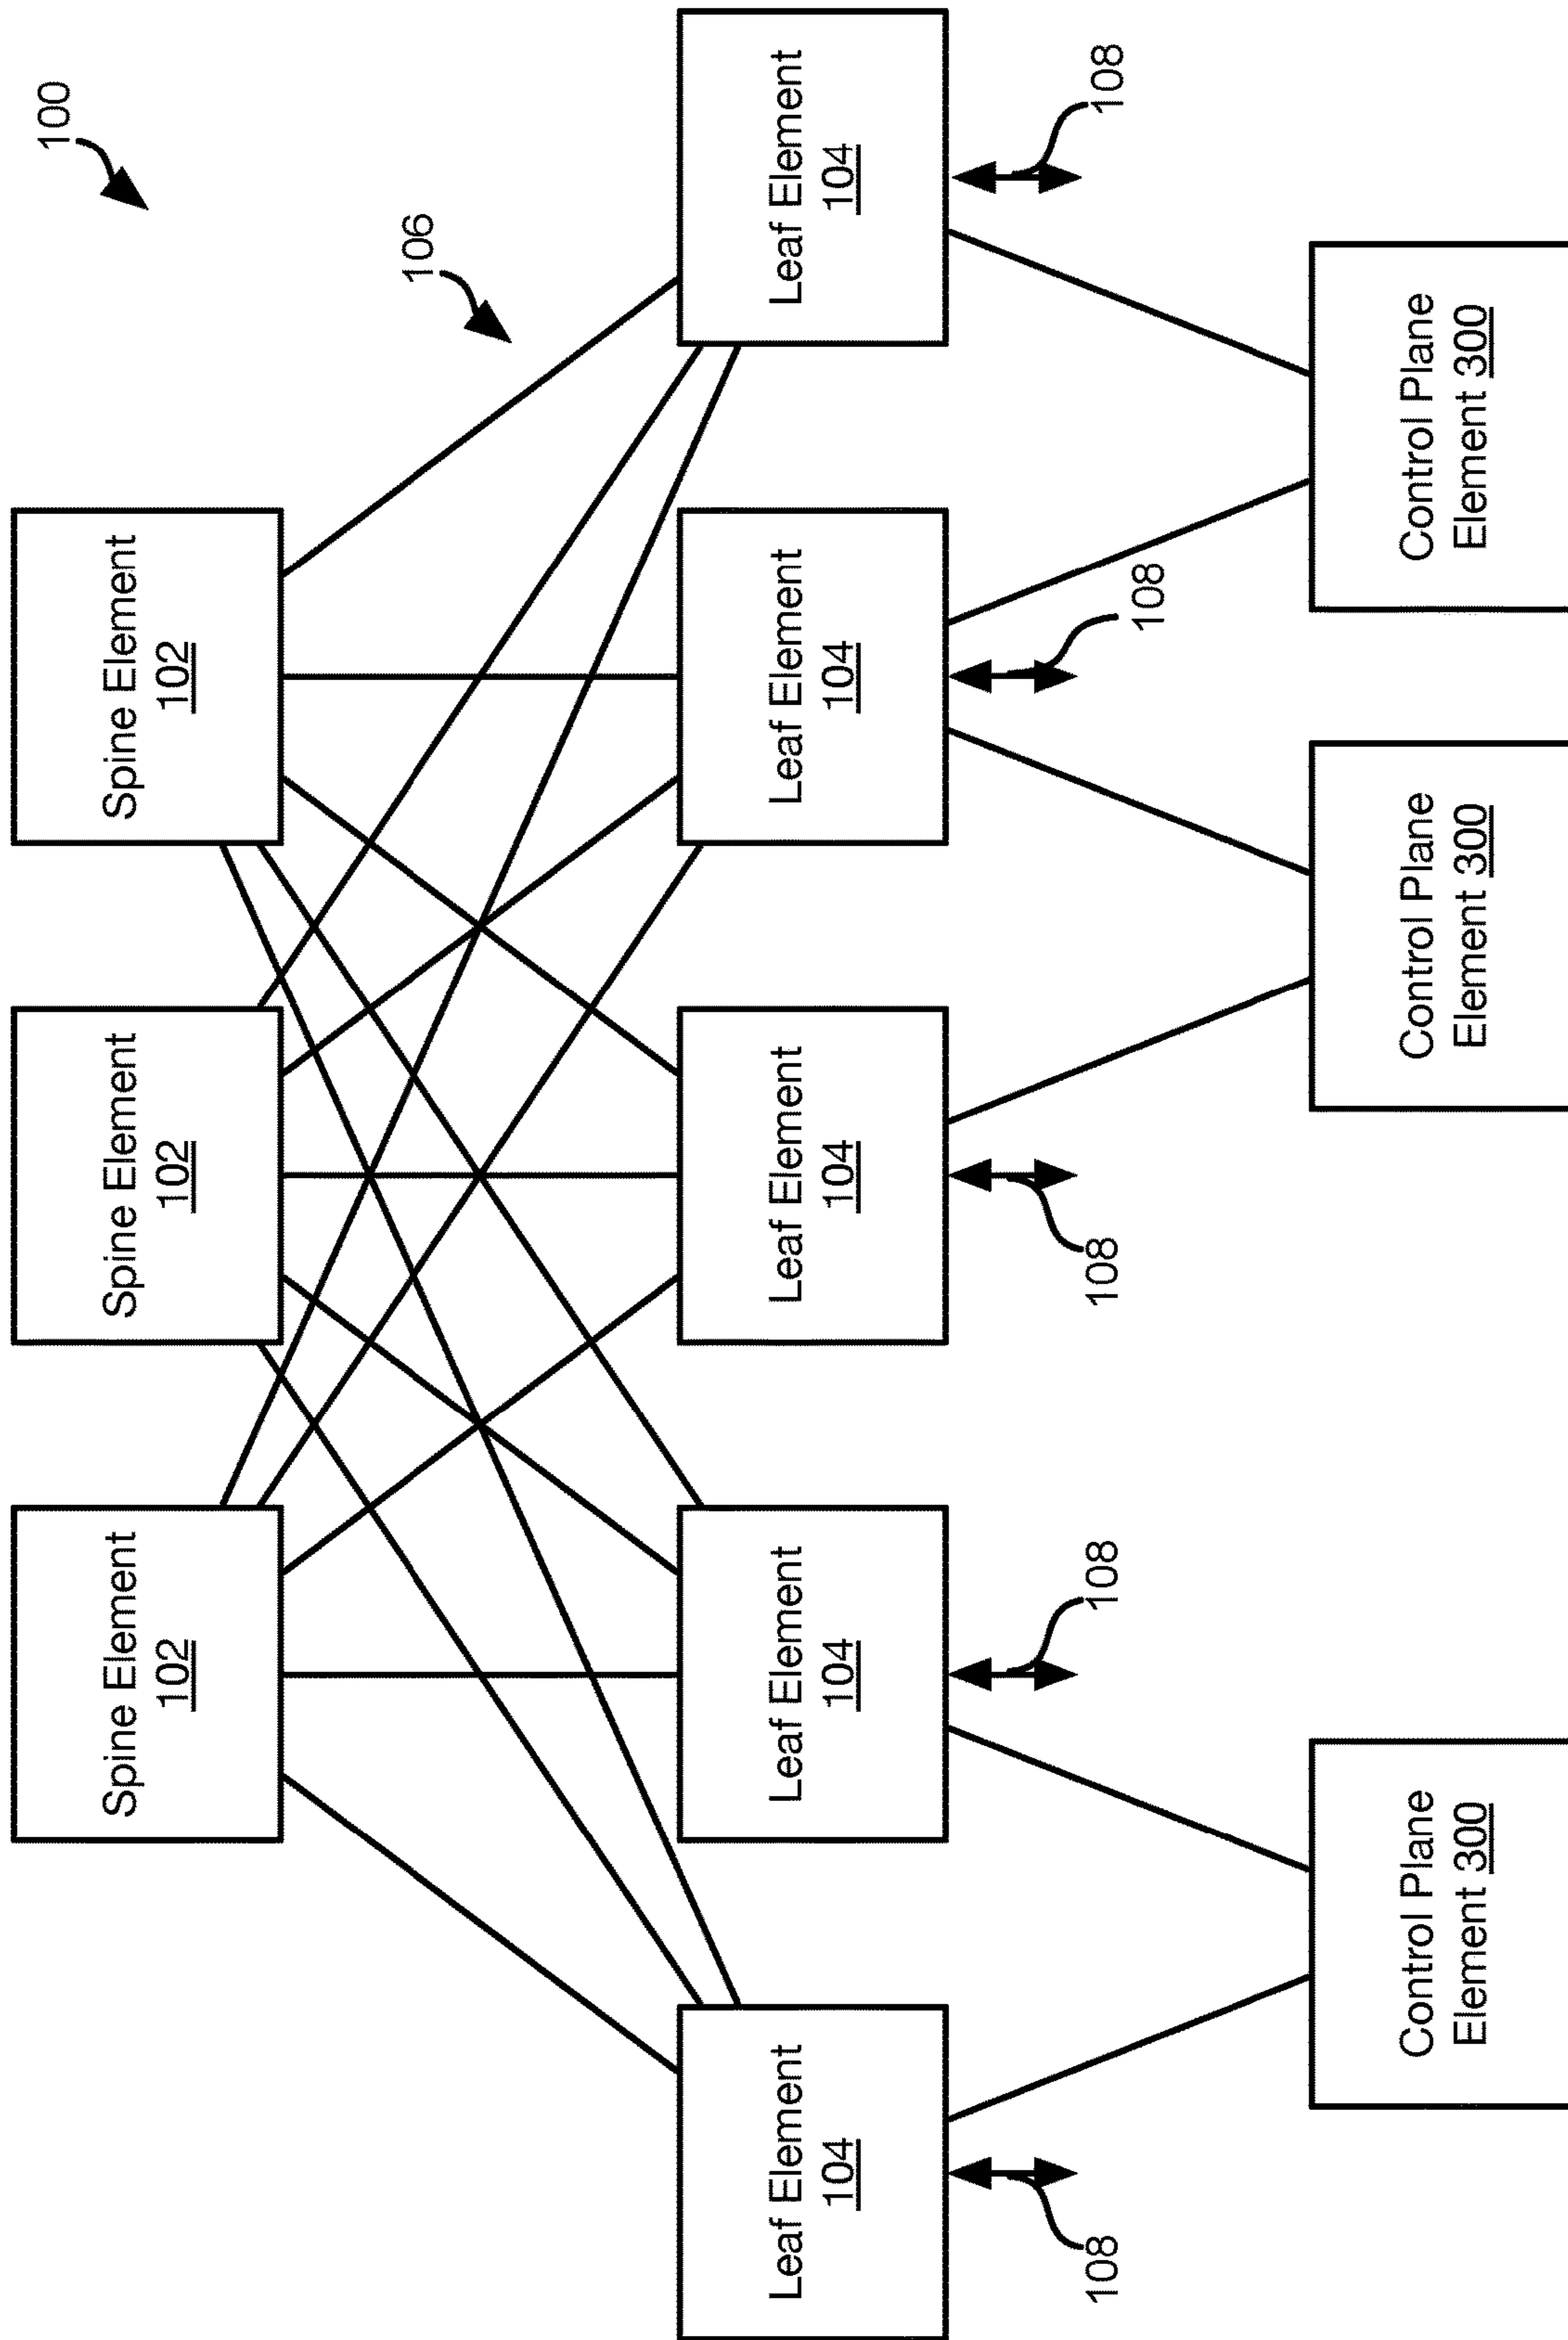 100
Spine Element
102
Spine Element
102
Spine Element
102
106
Leaf Element
104
Leaf Element
104
Leaf Element
104
Leaf Element
104
Leaf Element
104
108
108
108
108
108
Control Plane
Element 300
Control Plane
Element 300
Control Plane
Element 300